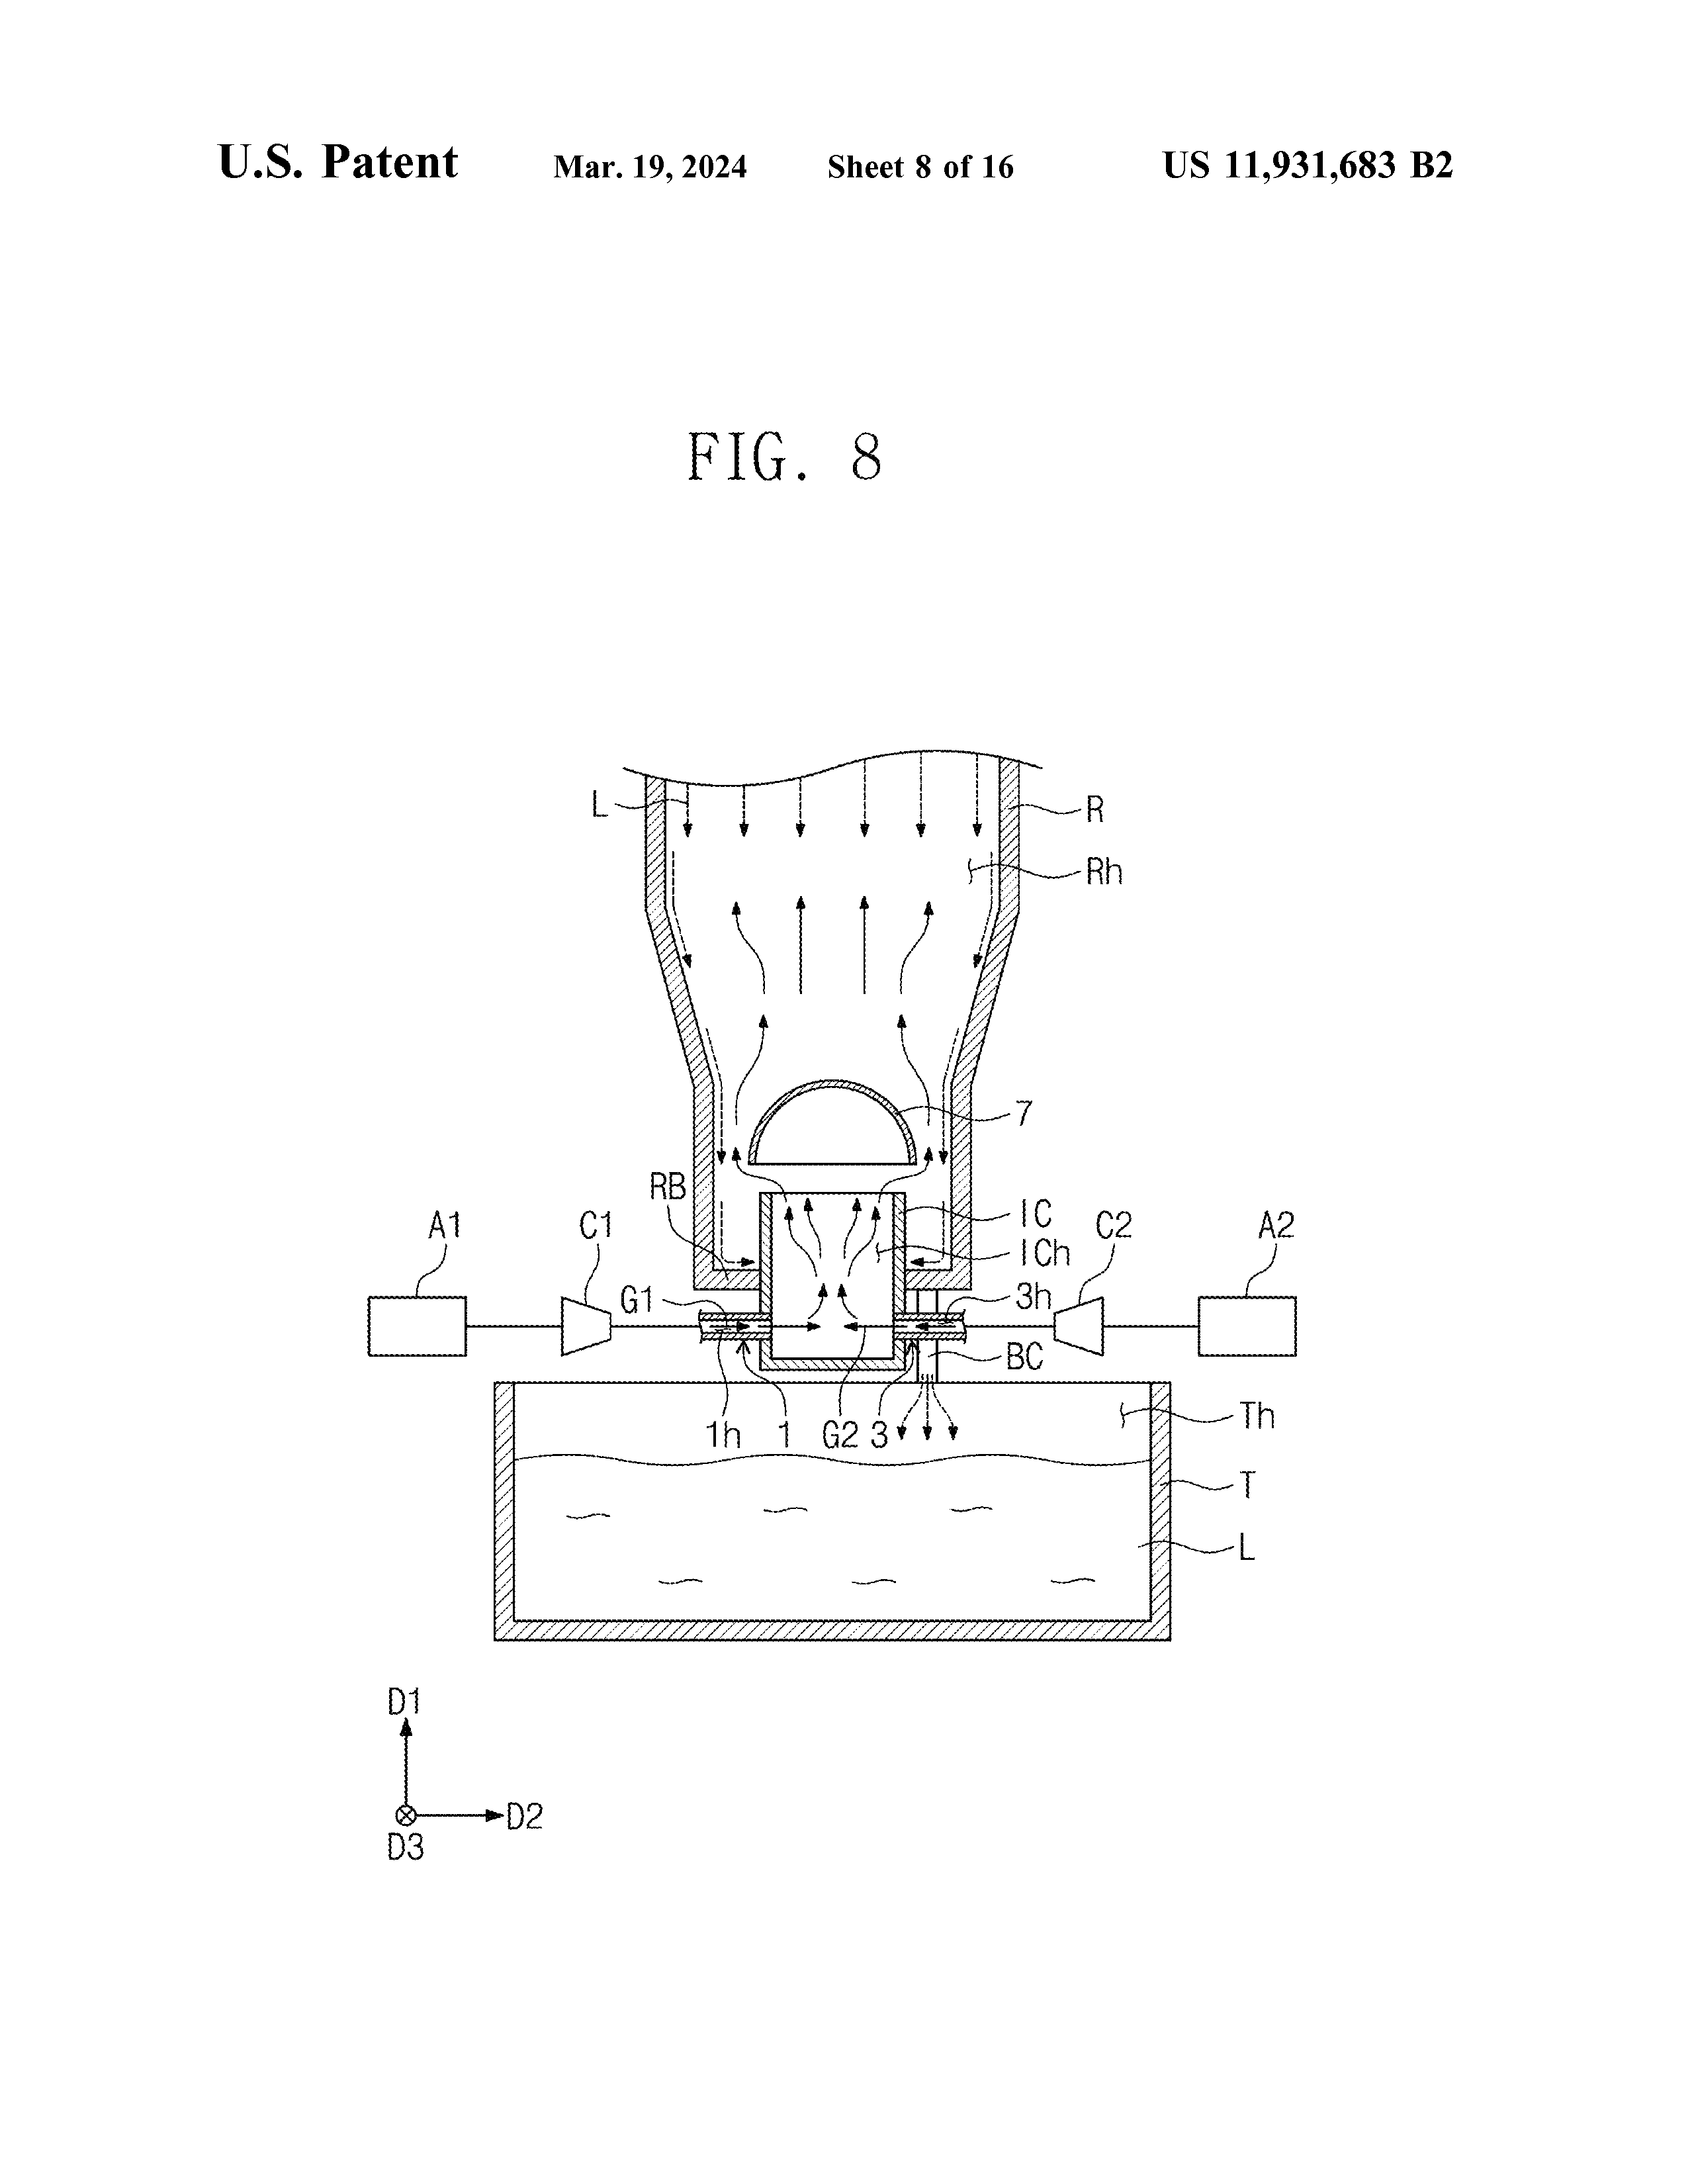 U.S. Patent Mar. 19, 2024 Sheet 8 of 16 US 11,931,683 B2
FIG. 8
L R
Rh
7
RB
IC
A1 C1 C2 A2
ICh
G1 3h
BC
1h 1 G2 3 Th
T
L
D1
D2
D3